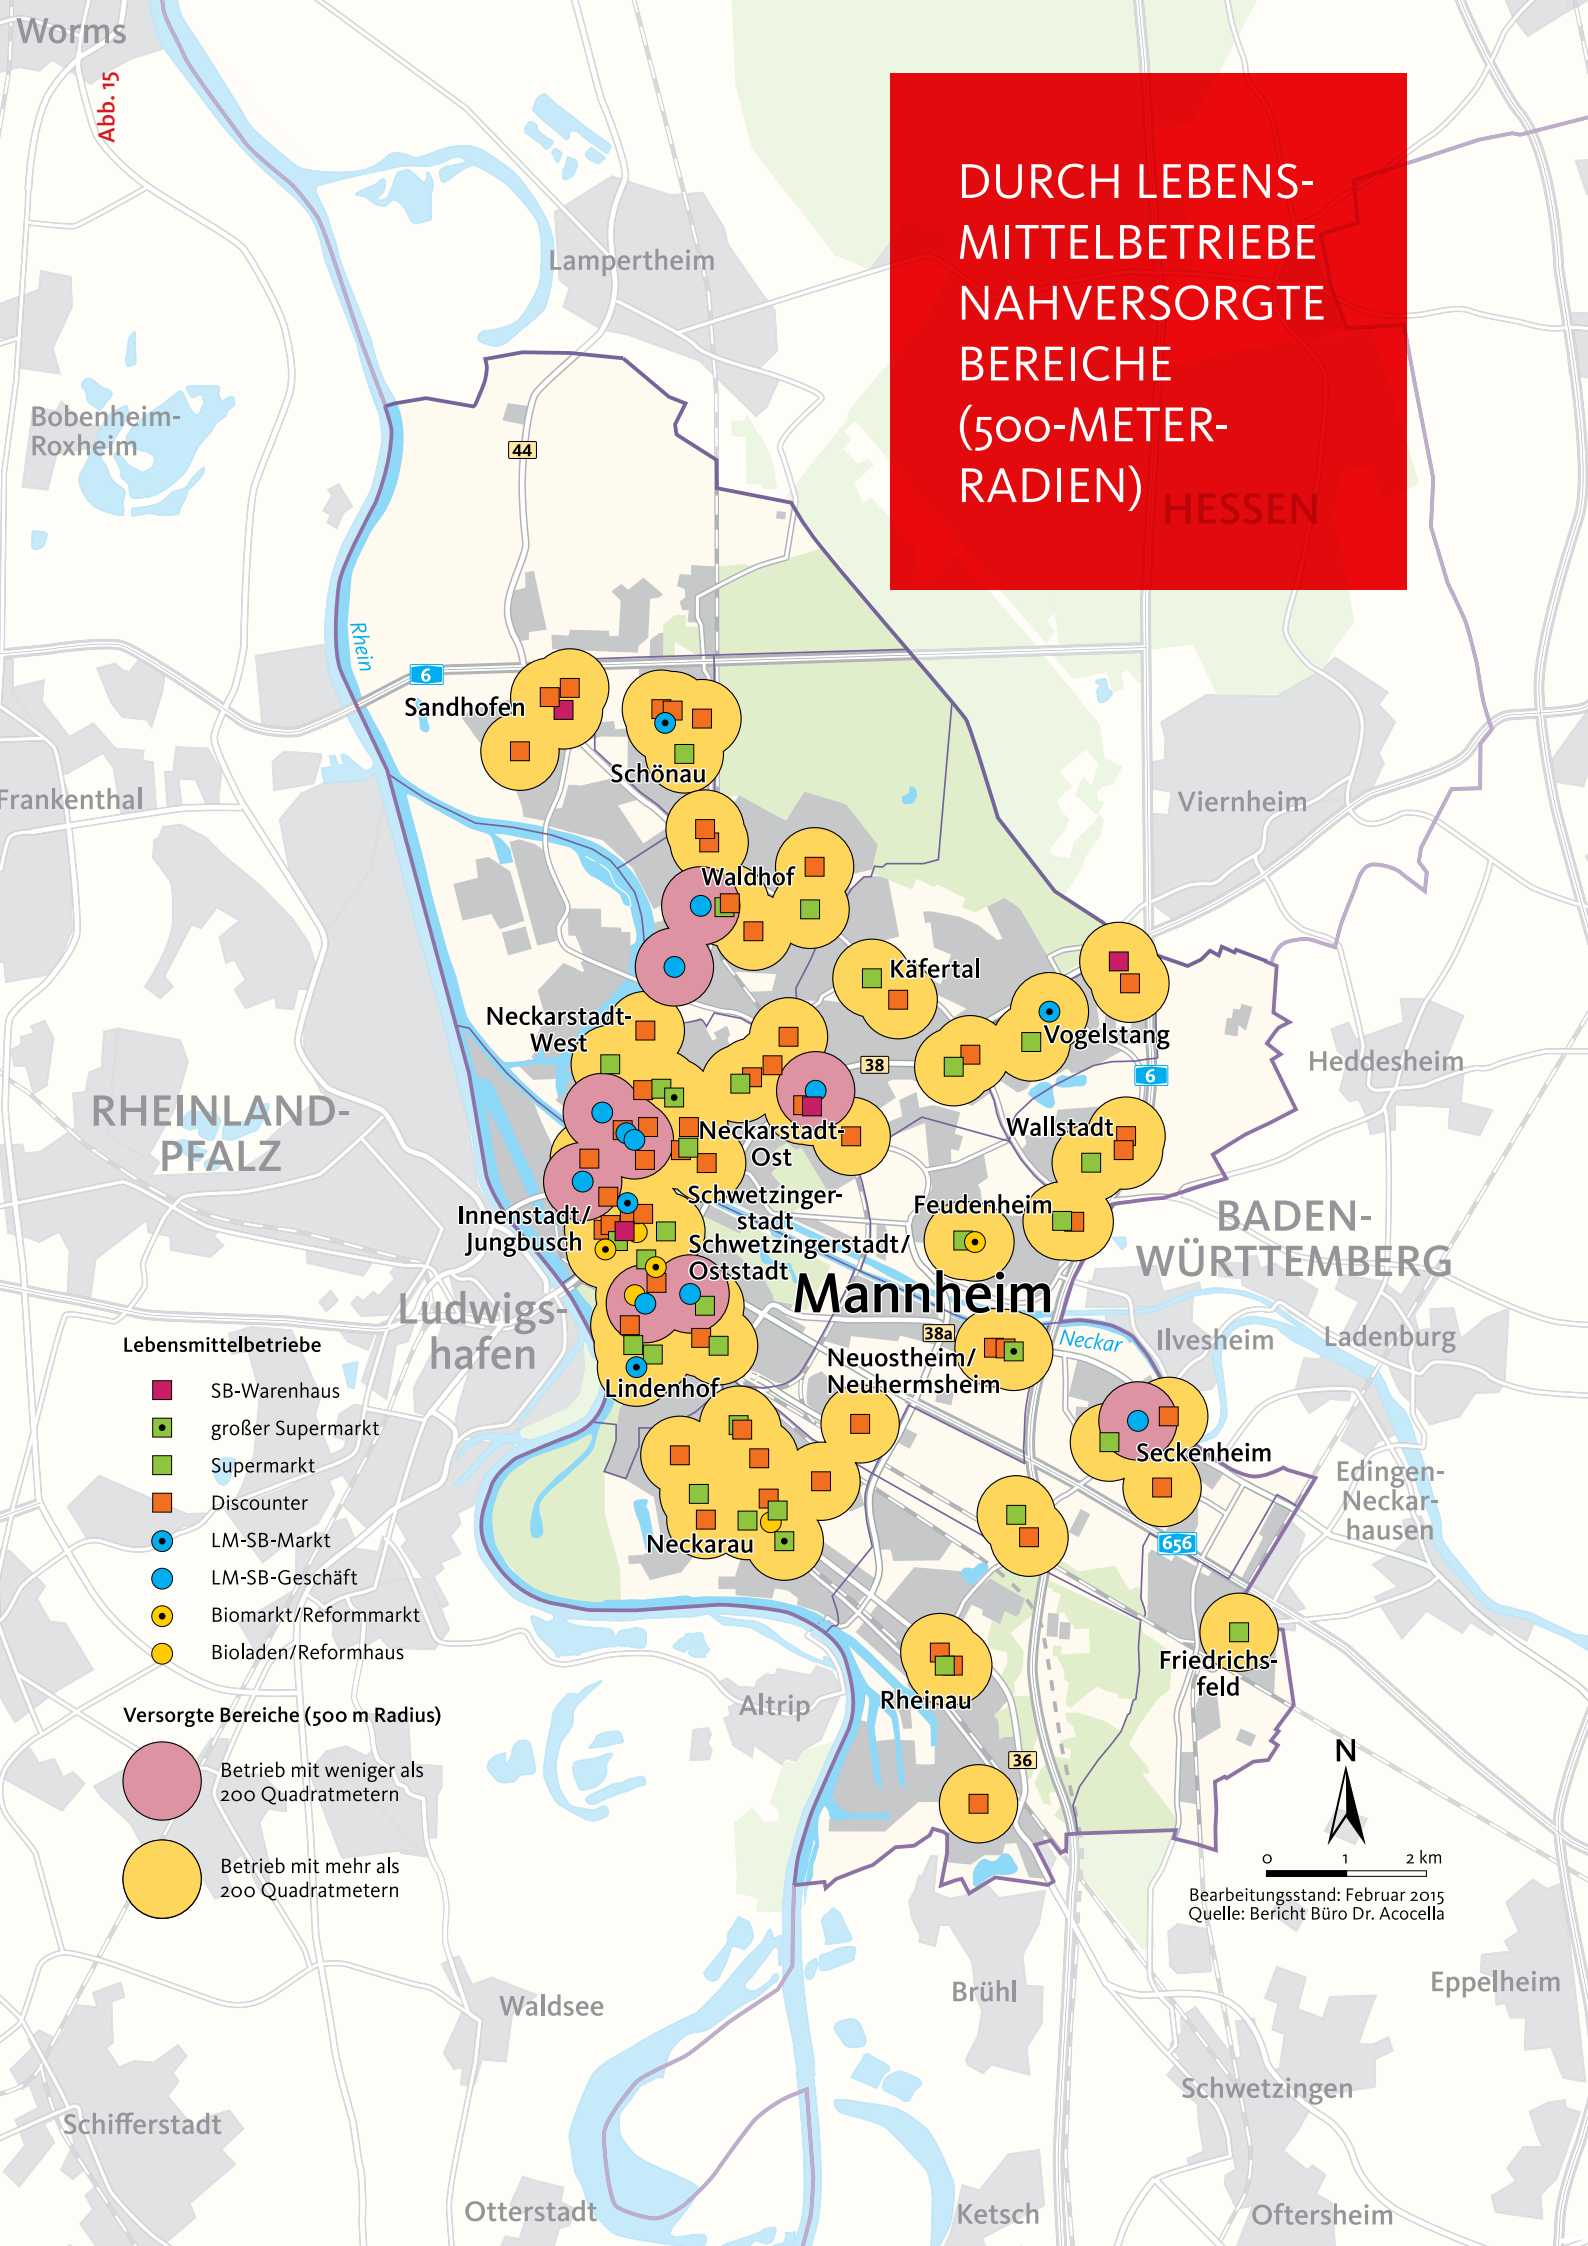 Worms
Abb. 15
DURCH LEBENS-
MITTELBETRIEBE
NAHVERSORGTE
BEREICHE
(500-METER-
RADIEN)
HESSEN
Lampertheim
Bobenheim-
Roxheim
44
Rhein
6
Sandhofen
Schönau
Frankenthal
Viernheim
Waldhof
Käfertal
Neckarstadt-
West
Vogelstang
38
6
Heddesheim
RHEINLAND-
PFALZ
Wallstadt
Neckarstadt-
Ost
Schwetzinger-
stadt
Feudenheim
Innenstadt/
Jungbusch
Schwetzingerstadt/
Oststadt
BADEN-
WÜRTTEMBERG
Mannheim
Ludwigs-
hafen
38a
Neckar
Ilvesheim
Ladenburg
Neuostheim/
Neuhermsheim
Lindenhof
Seckenheim
Edingen-
Neckar-
hausen
Neckarau
656
Friedrichs-
feld
Rheinau
Altrip
36
Lebensmittelbetriebe
SB-Warenhaus
großer Supermarkt
Supermarkt
Discounter
LM-SB-Markt
LM-SB-Geschäft
Biomarkt/Reformmarkt
Bioladen/Reformhaus
Versorgte Bereiche (500 m Radius)
Betrieb mit weniger als
200 Quadratmetern
Betrieb mit mehr als
200 Quadratmetern
N
0 1 2 km
Bearbeitungsstand: Februar 2015
Quelle: Bericht Büro Dr. Acocella
Brühl
Eppelheim
Waldsee
Schwetzingen
Schifferstadt
Otterstadt
Ketsch
Oftersheim